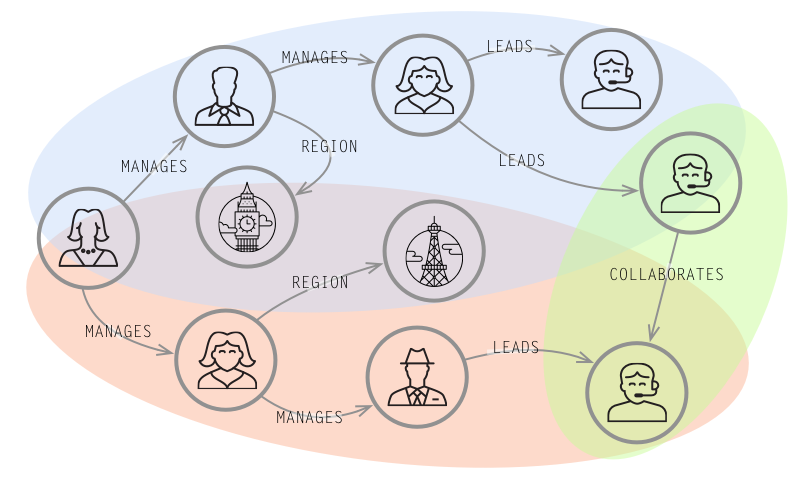 LEADS
MANAGES
REGION
LEADS
MANAGES
COLLABORATES
REGION
MANAGES
LEADS
MANAGES